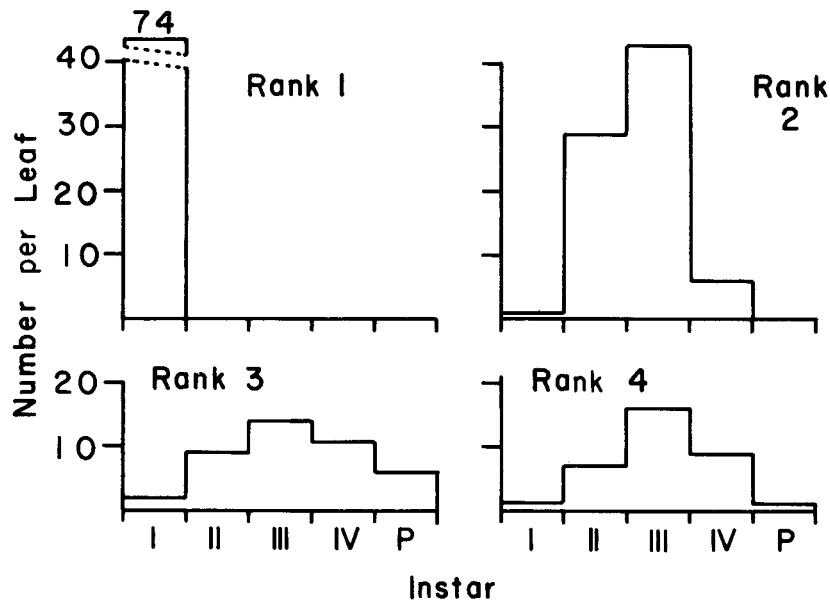 74
40
30
20
10
Number per Leaf
Rank I
Rank
2
20
10
Rank 3
Rank 4
I II III IV P
I II III IV P
Instar